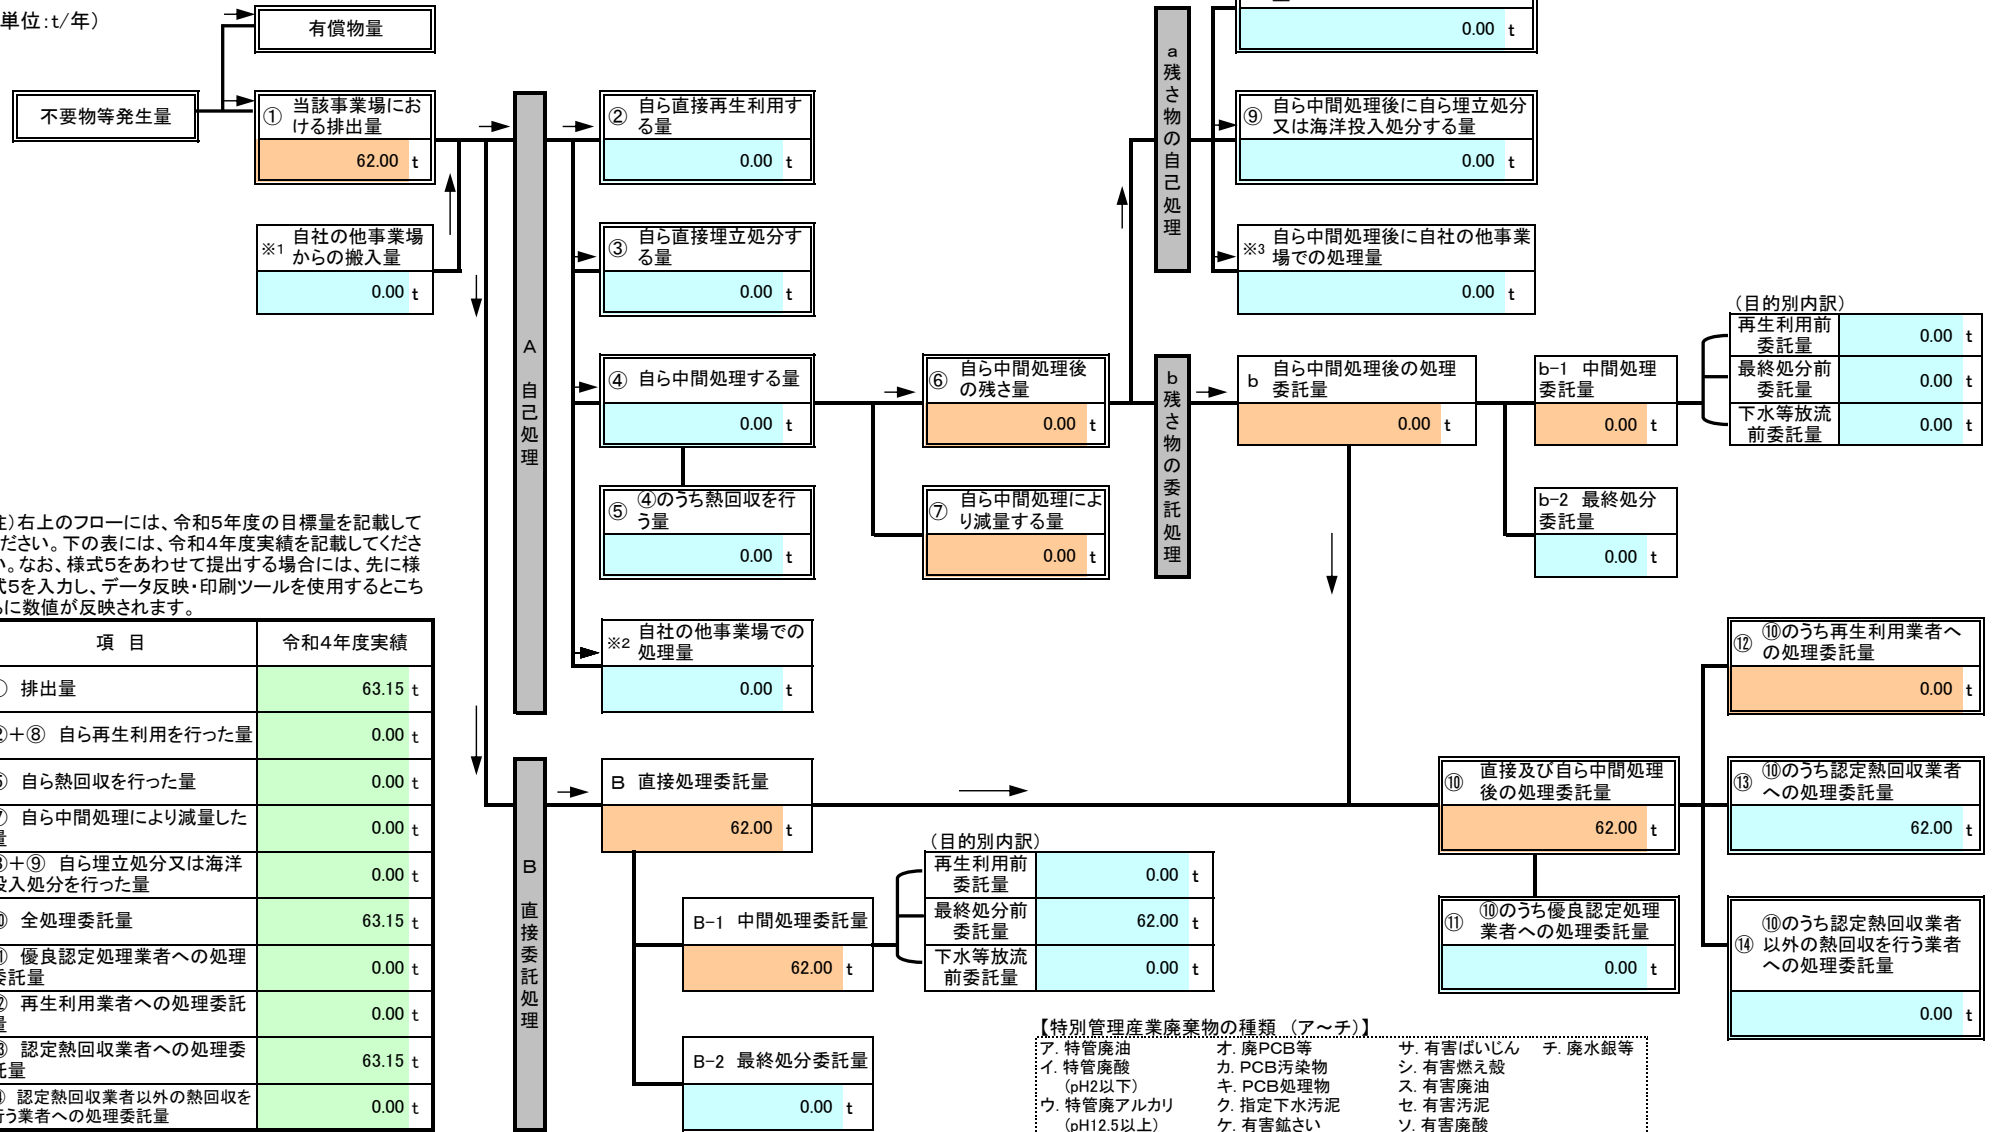 単位:t/年)
有償物量
不要物等発生量
① 当該事業場にお
ける排出量
62.00 t
※1 自社の他事業場
からの搬入量
0.00 t
A 自己処理
② 自ら直接再生利用す
る量
0.00 t
③ 自ら直接埋立処分す
る量
0.00 t
④ 自ら中間処理する量
0.00 t
⑤ ④のうち熱回収を行
う量
0.00 t
※2 自社の他事業場での
処理量
0.00 t
⑥ 自ら中間処理後
の残さ量
0.00 t
⑦ 自ら中間処理によ
り減量する量
0.00 t
a 残さ物の自己処理
0.00 t
⑨ 自ら中間処理後に自ら埋立処分
又は海洋投入処分する量
0.00 t
※3 自ら中間処理後に自社の他事業
場での処理量
0.00 t
b 残さ物の委託処理
b 自ら中間処理後の処理
委託量
0.00 t
b-1 中間処理
委託量
0.00 t
(目的別内訳)
再生利用前
委託量 0.00 t
最終処分前
委託量 0.00 t
下水等放流
前委託量 0.00 t
b-2 最終処分
委託量
0.00 t
注)右上のフローには、令和5年度の目標量を記載して
ださい。下の表には、令和4年度実績を記載してくださ
い。なお、様式5をあわせて提出する場合には、先に様
式5を入力し、データ反映・印刷ツールを使用するとこち
らに数値が反映されます。
項 目 令和4年度実績
① 排出量 63.15 t
②+⑧ 自ら再生利用を行った量 0.00 t
⑤ 自ら熱回収を行った量 0.00 t
⑦ 自ら中間処理により減量した
量 0.00 t
③+⑨ 自ら埋立処分又は海洋
投入処分を行った量 0.00 t
⑩ 全処理委託量 63.15 t
⑪ 優良認定処理業者への処理
委託量 0.00 t
⑫ 再生利用業者への処理委託
量 0.00 t
⑬ 認定熱回収業者への処理委
託量 63.15 t
⑭ 認定熱回収業者以外の熱回収を
行う業者への処理委託量 0.00 t
B 直接委託処理
B 直接処理委託量
62.00 t
B-1 中間処理委託量
62.00 t
(目的別内訳)
再生利用前
委託量 0.00 t
最終処分前
委託量 62.00 t
下水等放流
前委託量 0.00 t
B-2 最終処分委託量
0.00 t
⑩ 直接及び自ら中間処理
後の処理委託量
62.00 t
⑪ ⑩のうち優良認定処理
業者への処理委託量
0.00 t
⑫ ⑩のうち再生利用業者へ
の処理委託量
0.00 t
⑬ ⑩のうち認定熱回収業者
への処理委託量
62.00 t
⑭ ⑩のうち認定熱回収業者
以外の熱回収を行う業者
への処理委託量
0.00 t
【特別管理産業廃棄物の種類 (ア~チ)】
ア. 特管廃油 オ. 廃PCB等 サ. 有害ばいじん チ. 廃水銀等
イ. 特管廃酸 カ. PCB汚染物 シ. 有害燃え殻
(pH2以下) キ. PCB処理物 ス. 有害廃油
ウ. 特管廃アルカリ ク. 指定下水汚泥 セ. 有害汚泥
(pH12.5以上) ケ. 有害鉱さい ソ. 有害廃酸